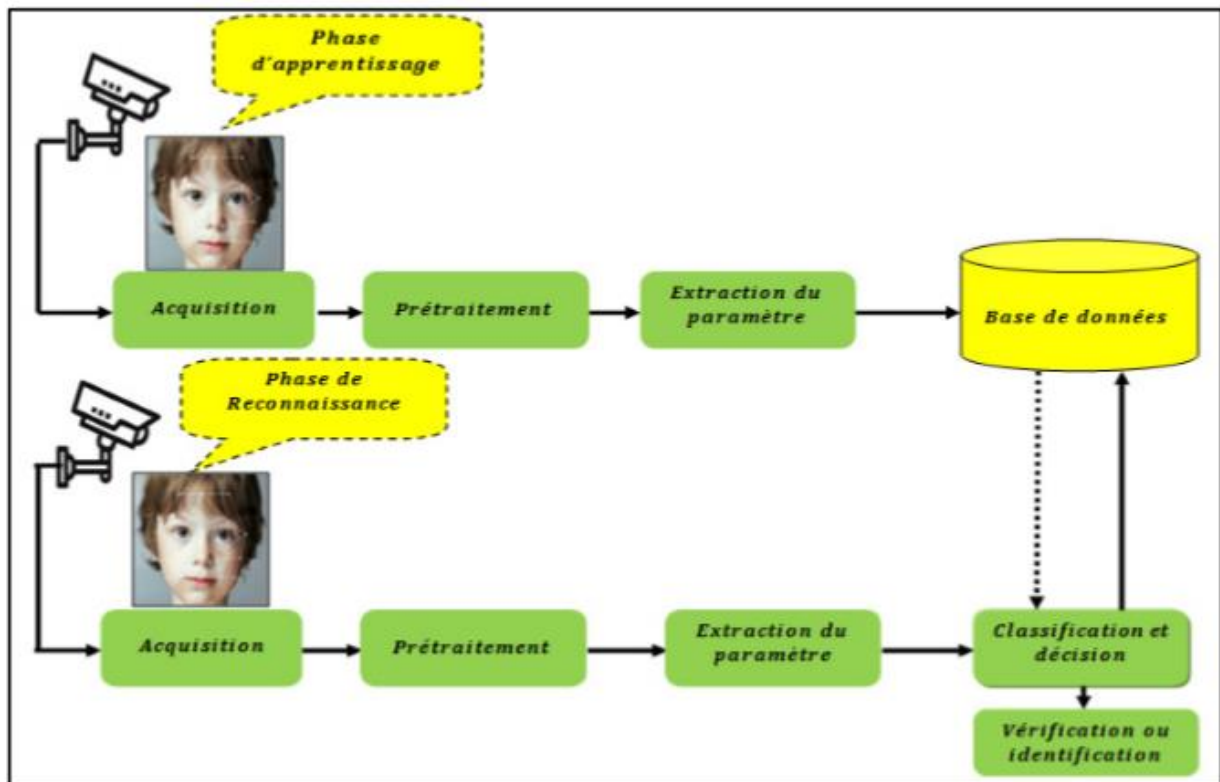 Phase
d'apprentissage
Acquisition
Prétraitement
Extraction du
paramètre
Base de données
Phase de
Reconnaissance
Acquisition
Prétraitement
Extraction du
paramètre
Classification et
décision
Vérification ou
identification